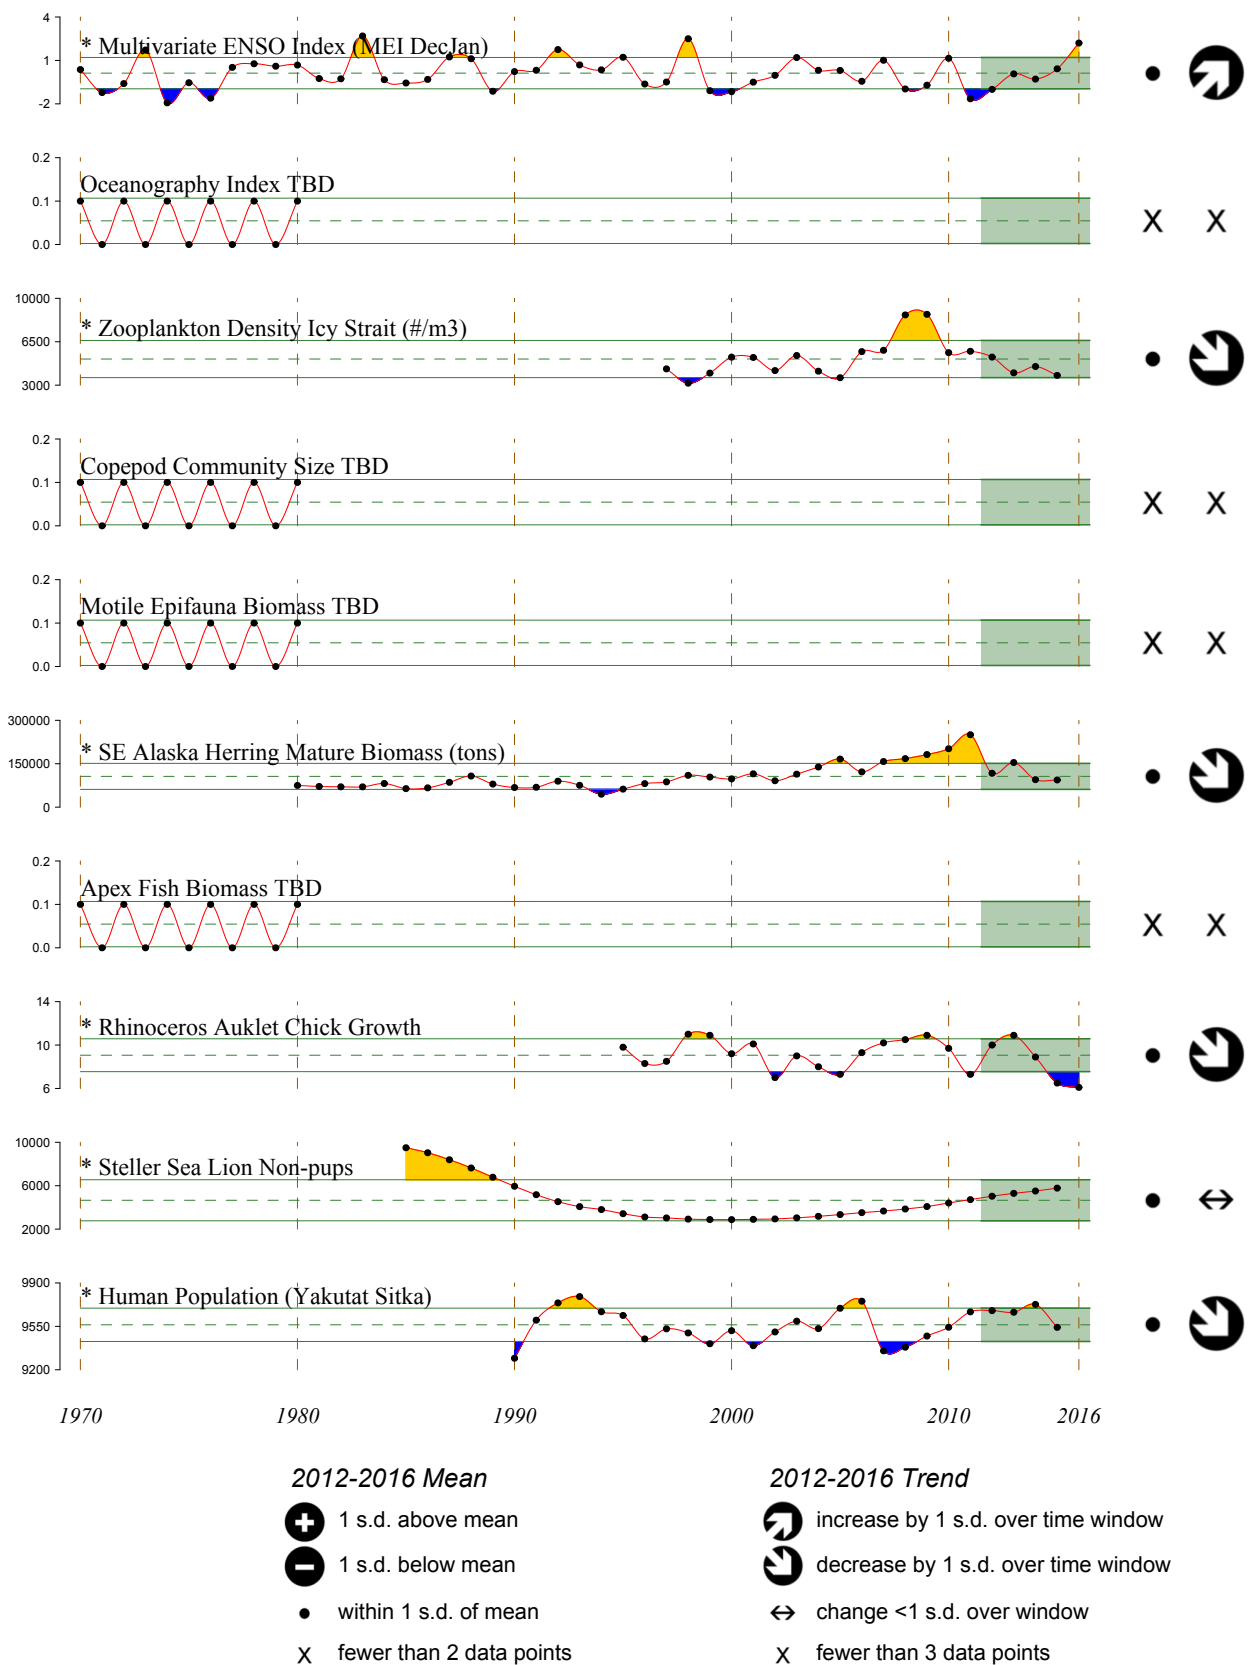 * Multivariate ENSO Index (MEI DecJan)
4
1
-2
Oceanography Index TBD
0.2
0.1
0.0
X X
* Zooplankton Density Icy Strait (#/m3)
10000
6500
3000
Copepod Community Size TBD
0.2
0.1
0.0
X X
Motile Epifauna Biomass TBD
0.2
0.1
0.0
X X
* SE Alaska Herring Mature Biomass (tons)
300000
150000
0
Apex Fish Biomass TBD
0.2
0.1
0.0
X X
* Rhinoceros Auklet Chick Growth
14
10
6
* Steller Sea Lion Non-pups
10000
6000
2000
* Human Population (Yakutat Sitka)
9900
9550
9200
1970 1980 1990 2000 2010 2016
2012-2016 Mean
1 s.d. above mean
1 s.d. below mean
within 1 s.d. of mean
X fewer than 2 data points
2012-2016 Trend
increase by 1 s.d. over time window
decrease by 1 s.d. over time window
change <1 s.d. over window
X fewer than 3 data points